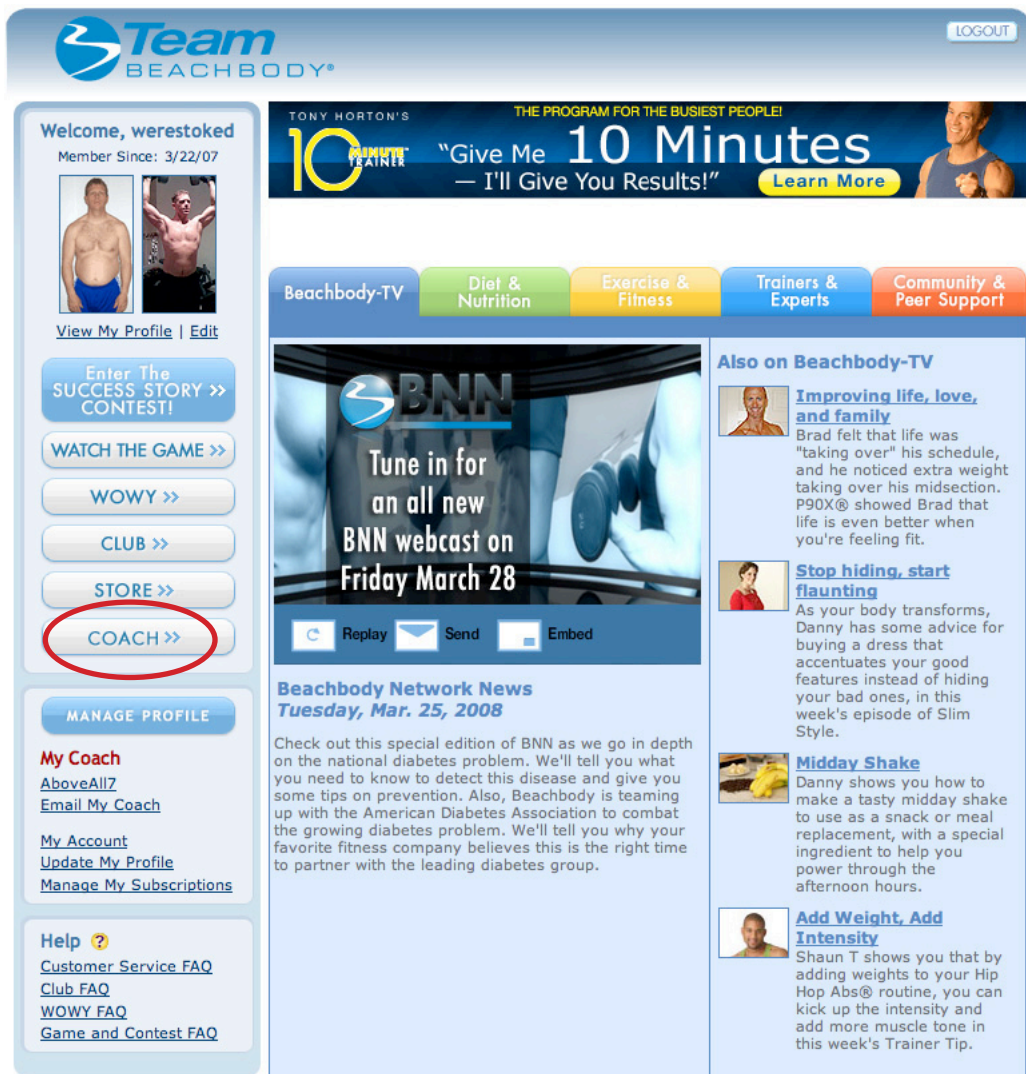 Team
BEACHBODY®
LOGOUT
Welcome, werestoked
Member Since: 3/22/07
View My Profile | Edit
Enter The
SUCCESS STORY >>
CONTEST!
WATCH THE GAME >>
WOWY >>
CLUB >>
STORE >>
COACH >>
MANAGE PROFILE
My Coach
AboveAll7
Email My Coach
My Account
Update My Profile
Manage My Subscriptions
Help ?
Customer Service FAQ
Club FAQ
WOWY FAQ
Game and Contest FAQ
TONY HORTON'S
10 MINUTE TRAINER
THE PROGRAM FOR THE BUSIEST PEOPLE!
"Give Me 10 Minutes
— I'll Give You Results!"
Learn More
Beachbody-TV
Diet &
Nutrition
Exercise &
Fitness
Trainers &
Experts
Community &
Peer Support
BNN
Tune in for
an all new
BNN webcast on
Friday March 28
Replay Send Embed
Beachbody Network News
Tuesday, Mar. 25, 2008
Check out this special edition of BNN as we go in depth
on the national diabetes problem. We'll tell you what
you need to know to detect this disease and give you
some tips on prevention. Also, Beachbody is teaming
up with the American Diabetes Association to combat
the growing diabetes problem. We'll tell you why your
favorite fitness company believes this is the right time
to partner with the leading diabetes group.
Also on Beachbody-TV
Improving life, love,
and family
Brad felt that life was
"taking over" his schedule,
and he noticed extra weight
taking over his midsection.
P90X® showed Brad that
life is even better when
you're feeling fit.
Stop hiding, start
flaunting
As your body transforms,
Danny has some advice for
buying a dress that
accentuates your good
features instead of hiding
your bad ones, in this
week's episode of Slim
Style.
Midday Shake
Danny shows you how to
make a tasty midday shake
to use as a snack or meal
replacement, with a special
ingredient to help you
power through the
afternoon hours.
Add Weight, Add
Intensity
Shaun T shows you that by
adding weights to your Hip
Hop Abs® routine, you can
kick up the intensity and
add more muscle tone in
this week's Trainer Tip.